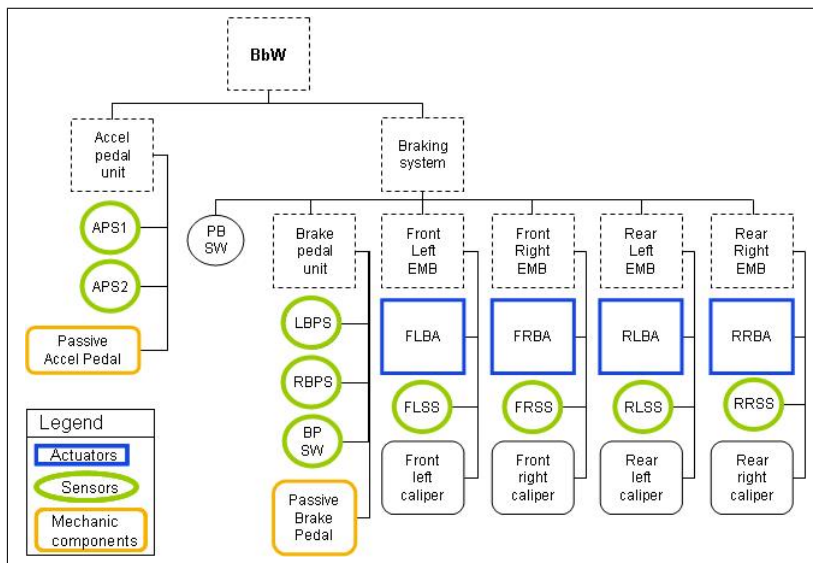 BbW
Accel
pedal
unit
Braking
system
APS1
APS2
Passive
Accel Pedal
PB
SW
Brake
pedal
unit
LBPS
RBPS
BP
SW
Passive
Brake
Pedal
Front
Left
EMB
FLBA
FLSS
Front
left
caliper
Front
Right
EMB
FRBA
FRSS
Front
right
caliper
Rear
Left
EMB
RLBA
RLSS
Rear
left
caliper
Rear
Right
EMB
RRBA
RRSS
Rear
right
caliper
Legend
Actuators
Sensors
Mechanic
components